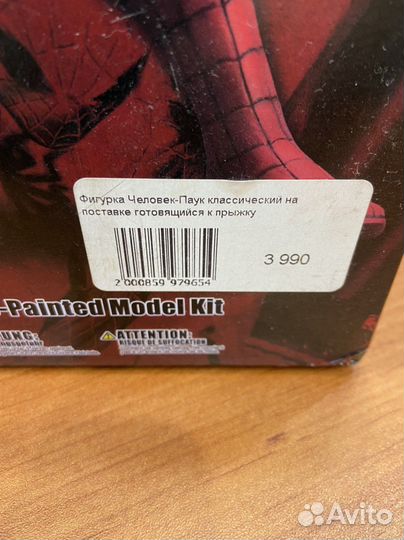 Фигурка Человек-Паук классический на
поставке готовящийся к прыжку
3 990
2 000859 979654
-Painted Model Kit
UNG:
ATTENTION:
RISQUE DE SUFFOCATION
Avito